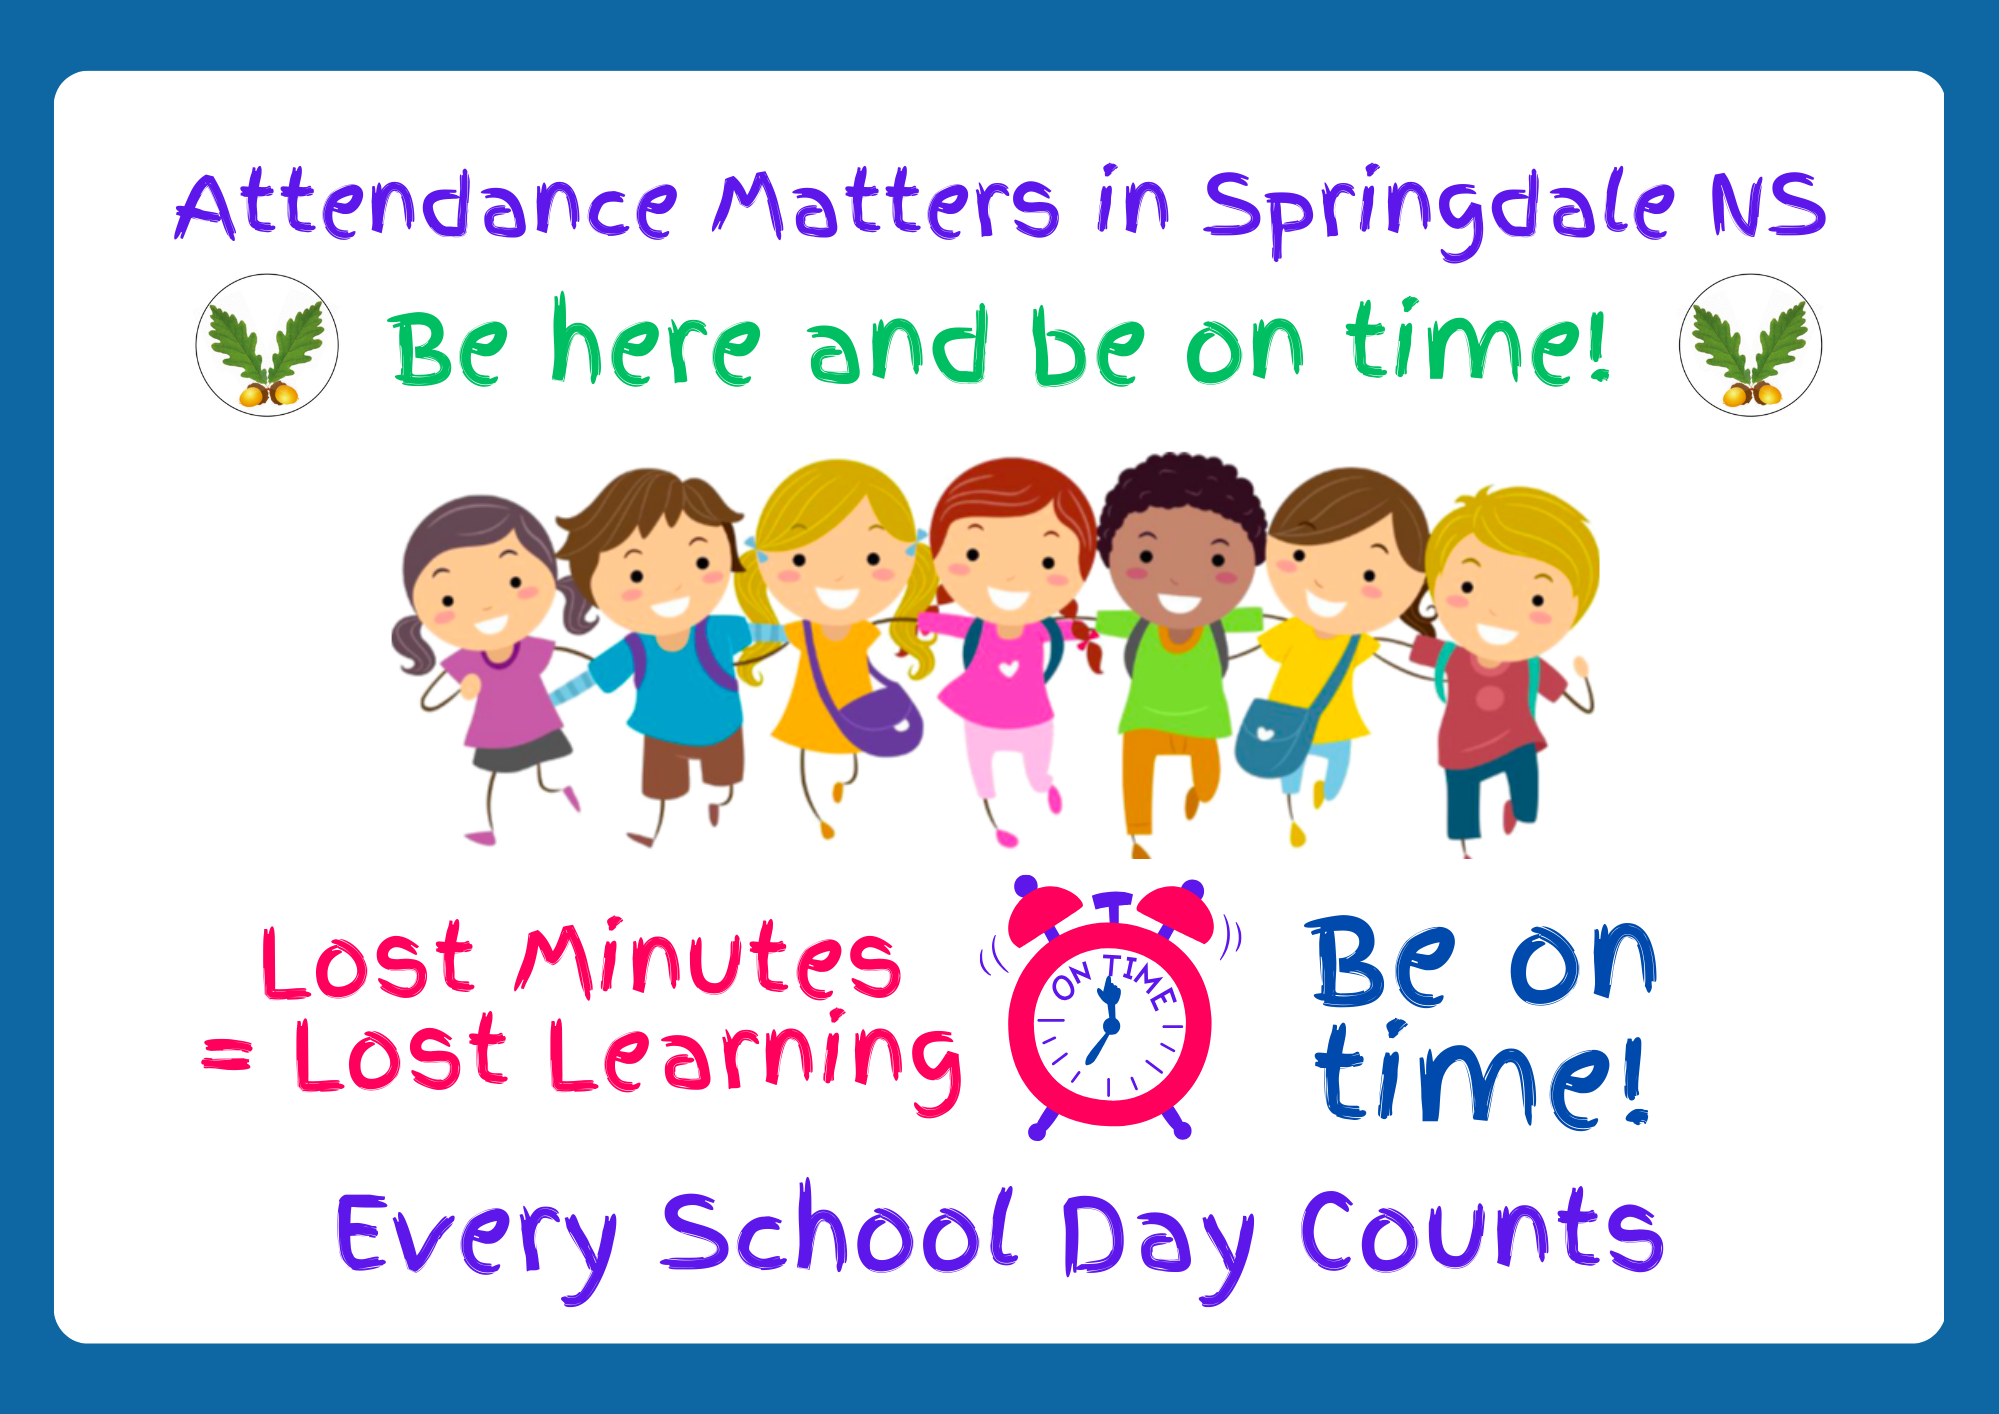 Attendance Matters in Springdale NS
Be here and be on time!
Lost Minutes
= Lost Learning
ON TIME
Be on
time!
Every School Day Counts